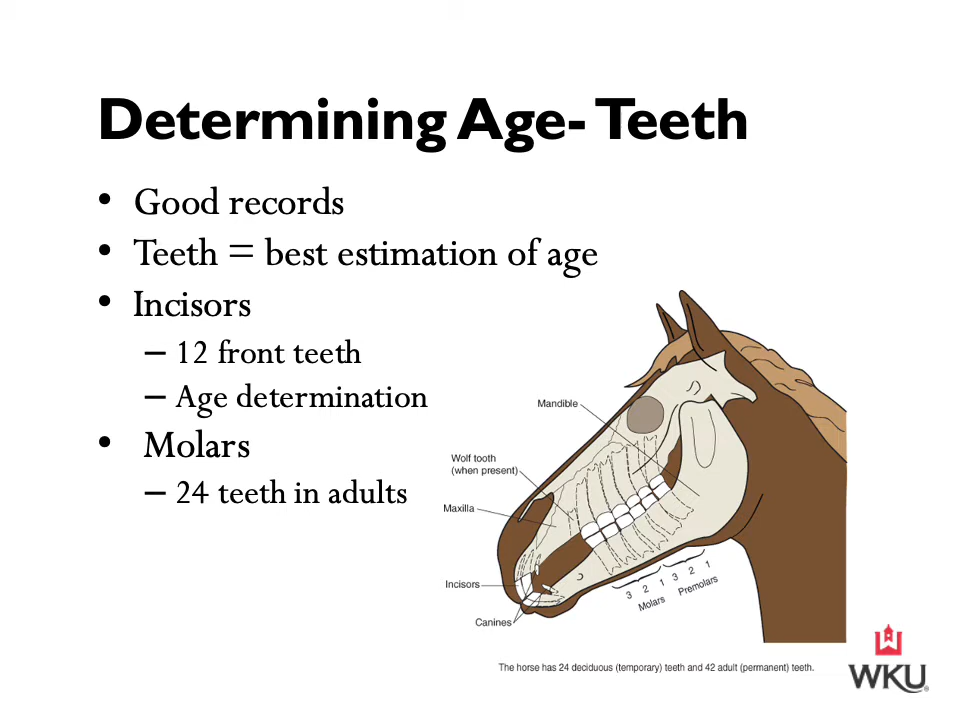 Determining Age- Teeth
• Good records
• Teeth = best estimation of age
• Incisors
– 12 front teeth
– Age determination
• Molars
– 24 teeth in adults
Mandible
Wolf tooth
(when present)
Maxilla
Incisors
Canines
3 2 1 3 2 1
Molars Premolars
The horse has 24 deciduous (temporary) teeth and 42 adult (permanent) teeth.
WKU®